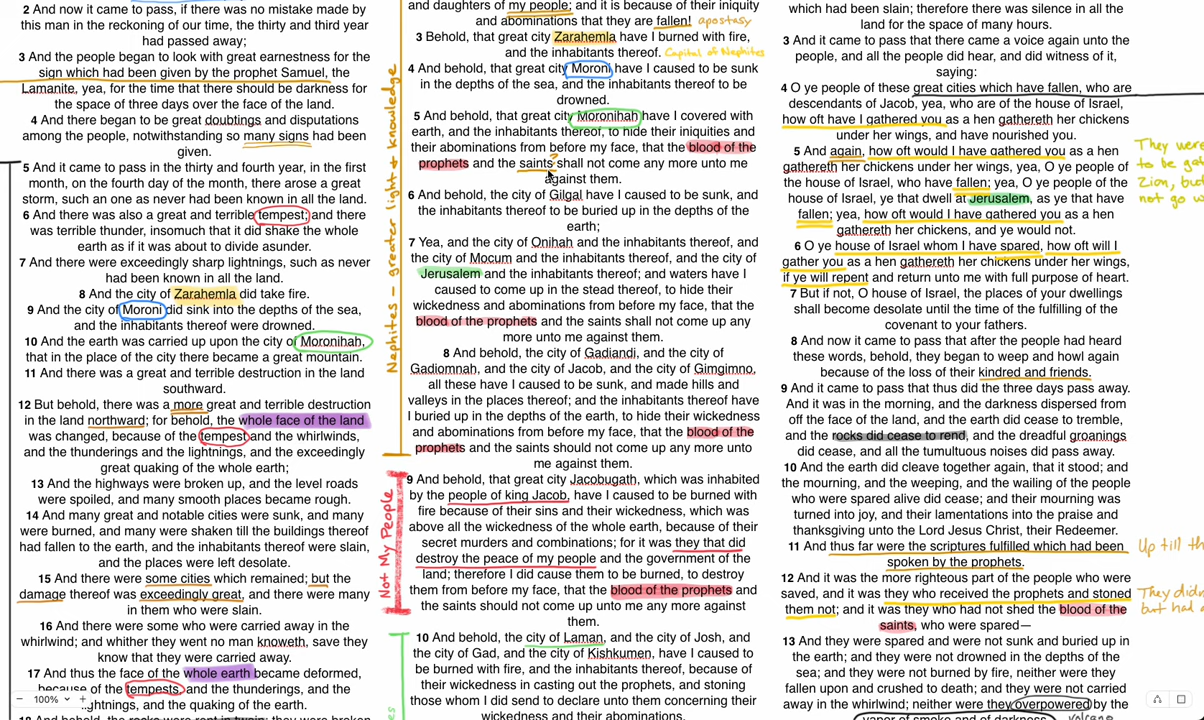 2 And now it came to pass, if there was no mistake made by
this man in the reckoning of our time, the thirty and third year
had passed away;
3 And the people began to look with great earnestness for the
sign which had been given by the prophet Samuel, the
Lamanite, yea, for the time that there should be darkness for
the space of three days over the face of the land.
4 And there began to be great doubtings and disputations
among the people, notwithstanding so many signs had been
given.
5 And it came to pass in the thirty and fourth year, in the first
month, on the fourth day of the month, there arose a great
storm, such an one as never had been known in all the land.
6 And there was also a great and terrible tempest; and there
was terrible thunder, insomuch that it did shake the whole
earth as if it was about to divide asunder.
7 And there were exceedingly sharp lightnings, such as never
had been known in all the land.
8 And the city of Zarahemla did take fire.
9 And the city of Moroni did sink into the depths of the sea,
and the inhabitants thereof were drowned.
10 And the earth was carried up upon the city of Moronihah,
that in the place of the city there became a great mountain.
11 And there was a great and terrible destruction in the land
southward.
12 But behold, there was a more great and terrible destruction
in the land northward; for behold, the whole face of the land
was changed, because of the tempest and the whirlwinds,
and the thunderings and the lightnings, and the exceedingly
great quaking of the whole earth;
13 And the highways were broken up, and the level roads
were spoiled, and many smooth places became rough.
14 And many great and notable cities were sunk, and many
were burned, and many were shaken till the buildings thereof
had fallen to the earth, and the inhabitants thereof were slain,
and the places were left desolate.
15 And there were some cities which remained; but the
damage thereof was exceedingly great, and there were many
in them who were slain.
16 And there were some who were carried away in the
whirlwind; and whither they went no man knoweth, save they
know that they were carried away.
17 And thus the face of the whole earth became deformed,
because of the tempests, and the thunderings, and the
lightnings, and the quaking of the earth.
100%
Nephites - greater light + knowledge
Not My People
and daughters of my people; and it is because of their iniquity
and abominations that they are fallen! apostasy
3 Behold, that great city Zarahemla have I burned with fire,
and the inhabitants thereof. Capital of Nephites
4 And behold, that great city Moroni have I caused to be sunk
in the depths of the sea, and the inhabitants thereof to be
drowned.
5 And behold, that great city Moronihah have I covered with
earth, and the inhabitants thereof, to hide their iniquities and
their abominations from before my face, that the blood of the
prophets and the saints shall not come any more unto me
against them.
6 And behold, the city of Gilgal have I caused to be sunk, and
the inhabitants thereof to be buried up in the depths of the
earth;
7 Yea, and the city of Onihah and the inhabitants thereof, and
the city of Mocum and the inhabitants thereof, and the city of
Jerusalem and the inhabitants thereof; and waters have I
caused to come up in the stead thereof, to hide their
wickedness and abominations from before my face, that the
blood of the prophets and the saints shall not come up any
more unto me against them.
8 And behold, the city of Gadiandi, and the city of
Gadiomnah, and the city of Jacob, and the city of Gimgimno,
all these have I caused to be sunk, and made hills and
valleys in the places thereof; and the inhabitants thereof have
I buried up in the depths of the earth, to hide their wickedness
and abominations from before my face, that the blood of the
prophets and the saints should not come up any more unto
me against them.
9 And behold, that great city Jacobugath, which was inhabited
by the people of king Jacob, have I caused to be burned with
fire because of their sins and their wickedness, which was
above all the wickedness of the whole earth, because of their
secret murders and combinations; for it was they that did
destroy the peace of my people and the government of the
land; therefore I did cause them to be burned, to destroy
them from before my face, that the blood of the prophets and
the saints should not come up unto me any more against
them.
10 And behold, the city of Laman, and the city of Josh, and
the city of Gad, and the city of Kishkumen, have I caused to
be burned with fire, and the inhabitants thereof, because of
their wickedness in casting out the prophets, and stoning
those whom I did send to declare unto them concerning their
wickedness and their abominations.
which had been slain; therefore there was silence in all the
land for the space of many hours.
3 And it came to pass that there came a voice again unto the
people, and all the people did hear, and did witness of it,
saying:
4 O ye people of these great cities which have fallen, who are
descendants of Jacob, yea, who are of the house of Israel,
how oft have I gathered you as a hen gathereth her chickens
under her wings, and have nourished you.
5 And again, how oft would I have gathered you as a hen
gathereth her chickens under her wings, yea, O ye people of
the house of Israel, who have fallen; yea, O ye people of the
house of Israel, ye that dwell at Jerusalem, as ye that have
fallen; yea, how oft would I have gathered you as a hen
gathereth her chickens, and ye would not.
6 O ye house of Israel whom I have spared, how oft will I
gather you as a hen gathereth her chickens under her wings,
if ye will repent and return unto me with full purpose of heart.
7 But if not, O house of Israel, the places of your dwellings
shall become desolate until the time of the fulfilling of the
covenant to your fathers.
8 And now it came to pass that after the people had heard
these words, behold, they began to weep and howl again
because of the loss of their kindred and friends.
9 And it came to pass that thus did the three days pass away.
And it was in the morning, and the darkness dispersed from
off the face of the land, and the earth did cease to tremble,
and the rocks did cease to rend, and the dreadful groanings
did cease, and all the tumultuous noises did pass away.
10 And the earth did cleave together again, that it stood; and
the mourning, and the weeping, and the wailing of the people
who were spared alive did cease; and their mourning was
turned into joy, and their lamentations into the praise and
thanksgiving unto the Lord Jesus Christ, their Redeemer.
11 And thus far were the scriptures fulfilled which had been
spoken by the prophets.
12 And it was the more righteous part of the people who were
saved, and it was they who received the prophets and stoned
them not; and it was they who had not shed the blood of the
saints, who were spared—
13 And they were spared and were not sunk and buried up in
the earth; and they were not drowned in the depths of the
sea; and they were not burned by fire, neither were they
fallen upon and crushed to death; and they were not carried
away in the whirlwind; neither were they overpowered by the
vapor of smoke and of darkness. volcano
They were
to be ga
Zion, but
not go w
Up till th
They didn
but had a